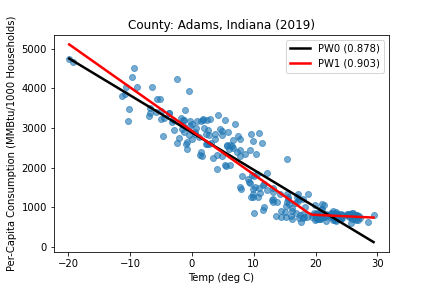 County: Adams, Indiana (2019)
PW0 (0.878)
PW1 (0.903)
Per-Capita Consumption (MMBtu/1000 Households)
5000
4000
3000
2000
1000
0
−20 −10 0 10 20 30
Temp (deg C)